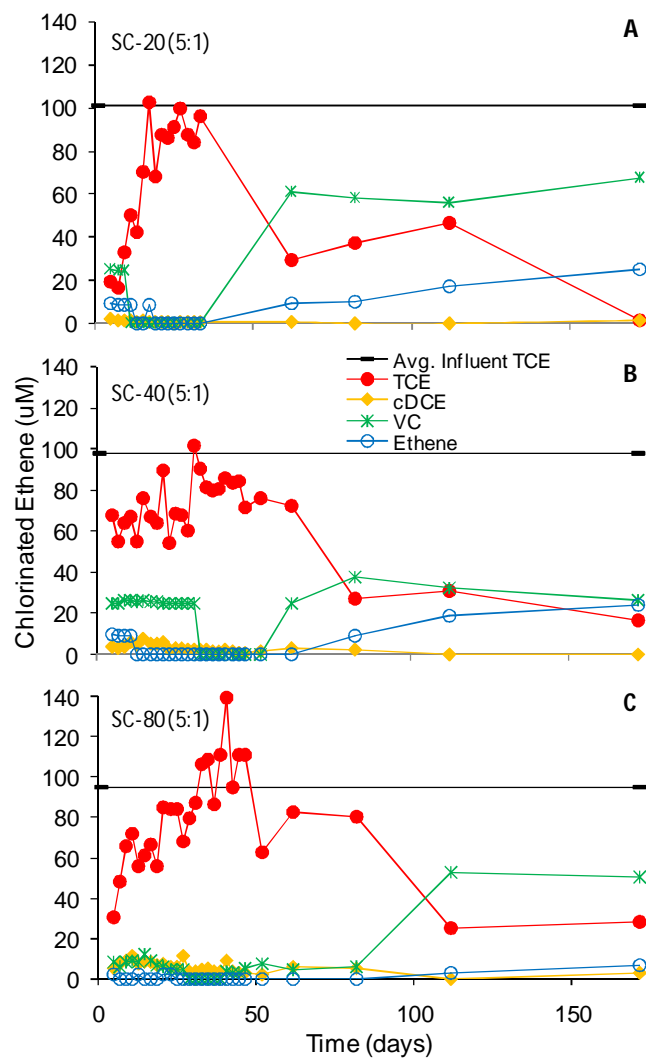 140
120
100
80
60
40
20
0
SC-20(5:1)
A
Chlorinated Ethene (uM)
140
120
100
80
60
40
20
0
SC-40(5:1)
B
Avg. Influent TCE
TCE
cDCE
VC
Ethene
140
120
100
80
60
40
20
0
SC-80(5:1)
C
0 50 100 150
Time (days)